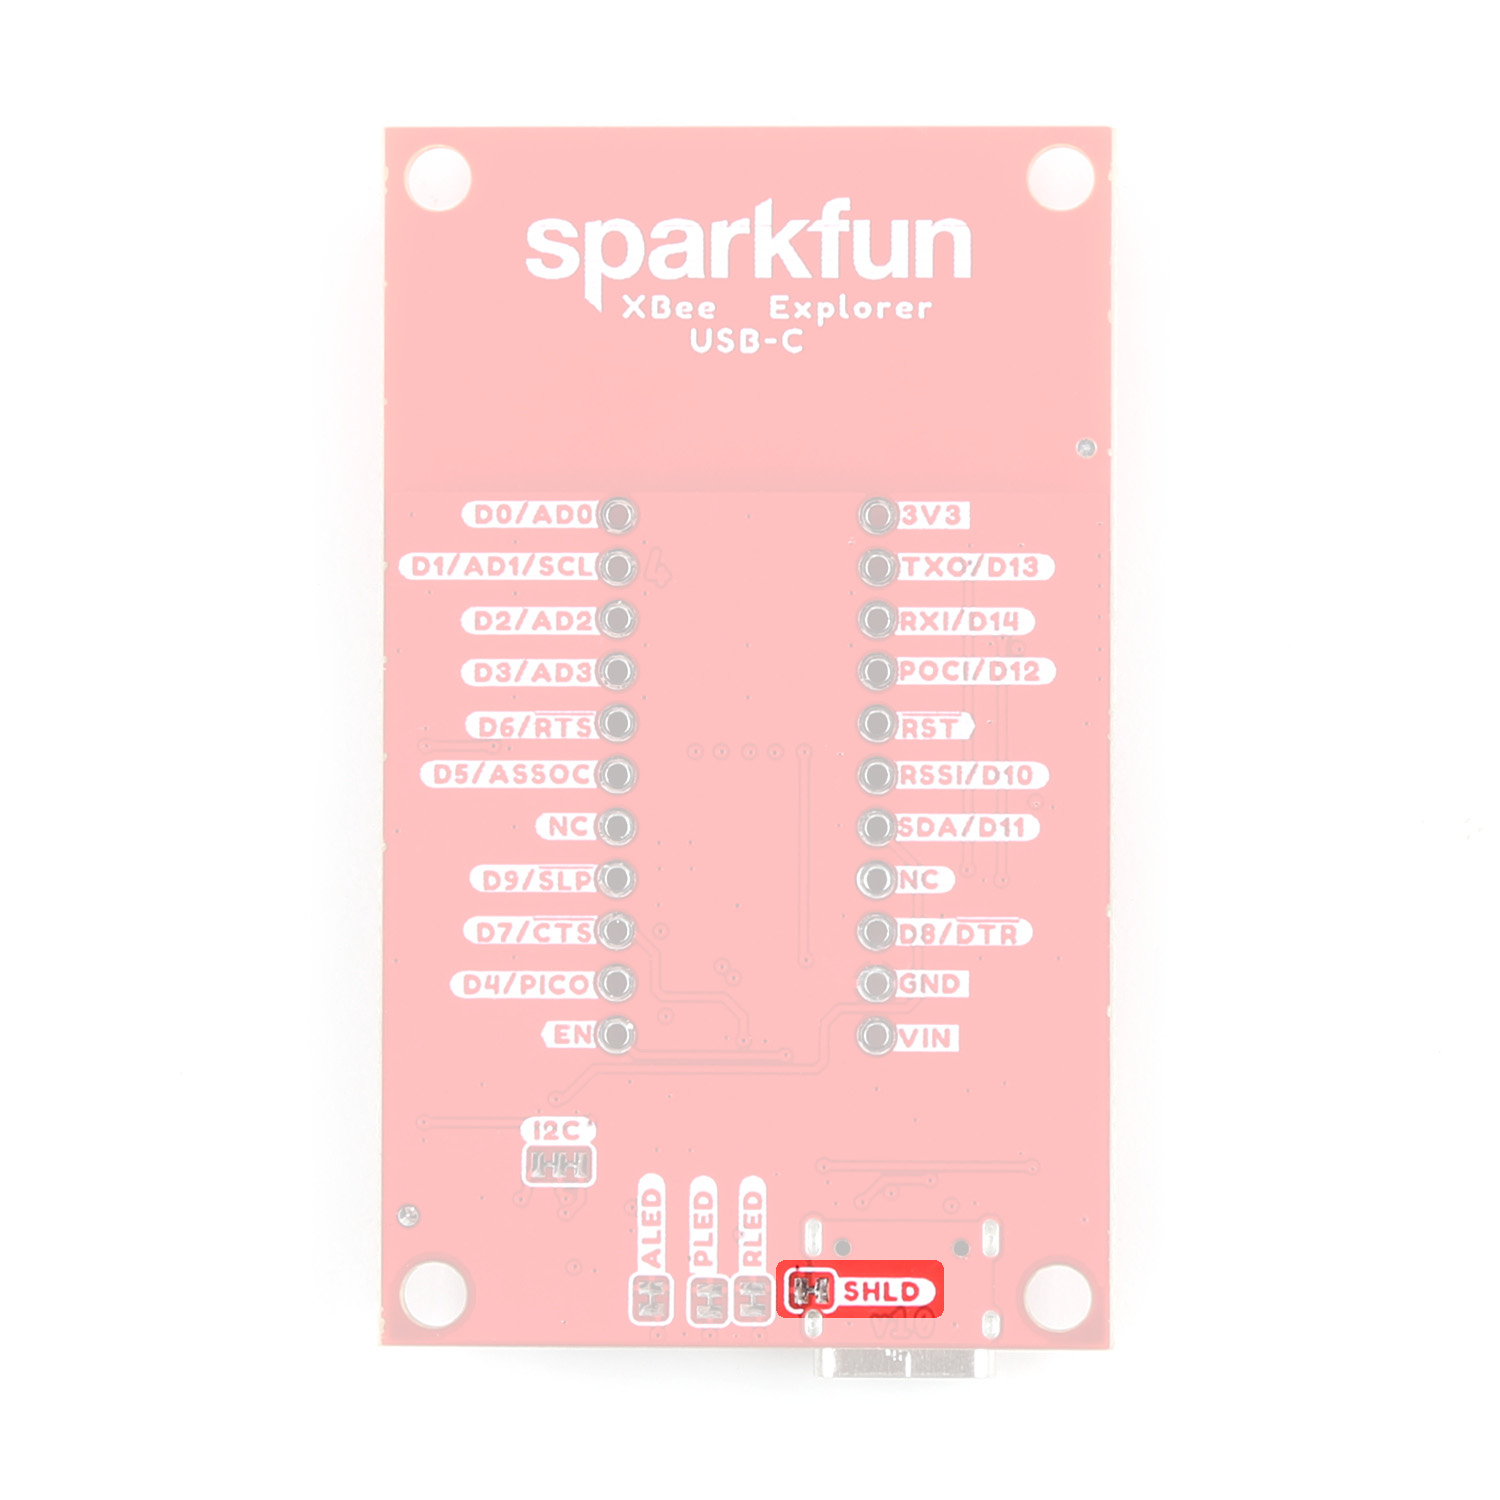 sparkfun
XBee Explorer
USB-C
D0/AD0 3V3
D1/AD1/SCL TXO/D13
4
D2/AD2 RXI/D14
D3/AD3 POCI/D12
D6/RTS RST
D5/ASSOC RSSI/D10
NC SDA/D11
D9/SLP NC
D7/CTS D8/DTR
D4/PICO GND
EN VIN
I2C
ALED
PLED
RLED
SHLD
v10